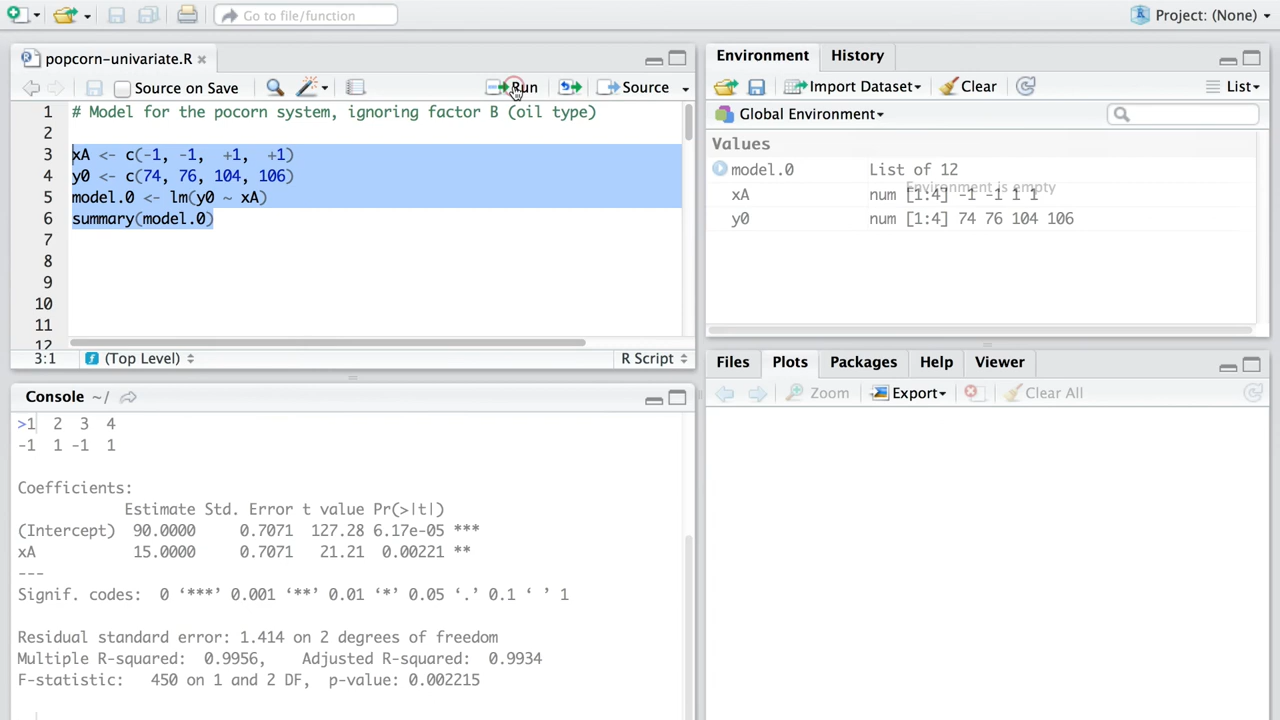 Go to file/function
Project: (None)
popcorn-univariate.R
Source on Save
Run
Source
1 # Model for the pocorn system, ignoring factor B (oil type)
2
3 xA <- c(-1, -1, +1, +1)
4 y0 <- c(74, 76, 104, 106)
5 model.0 <- lm(y0 ~ xA)
6 summary(model.0)
7
8
9
10
11
12
3:1 (Top Level) R Script
Environment History
Import Dataset Clear List
Global Environment
Values
model.0 List of 12
Environment is empty
xA num [1:4] -1 -1 1 1
y0 num [1:4] 74 76 104 106
Console ~/
>1 2 3 4
-1 1 -1 1
Coefficients:
Estimate Std. Error t value Pr(>|t|)
(Intercept) 90.0000 0.7071 127.28 6.17e-05 ***
xA 15.0000 0.7071 21.21 0.00221 **
---
Signif. codes: 0 ‘***’ 0.001 ‘**’ 0.01 ‘*’ 0.05 ‘.’ 0.1 ‘ ’ 1
Residual standard error: 1.414 on 2 degrees of freedom
Multiple R-squared: 0.9956, Adjusted R-squared: 0.9934
F-statistic: 450 on 1 and 2 DF, p-value: 0.002215
Files Plots Packages Help Viewer
Zoom Export Clear All